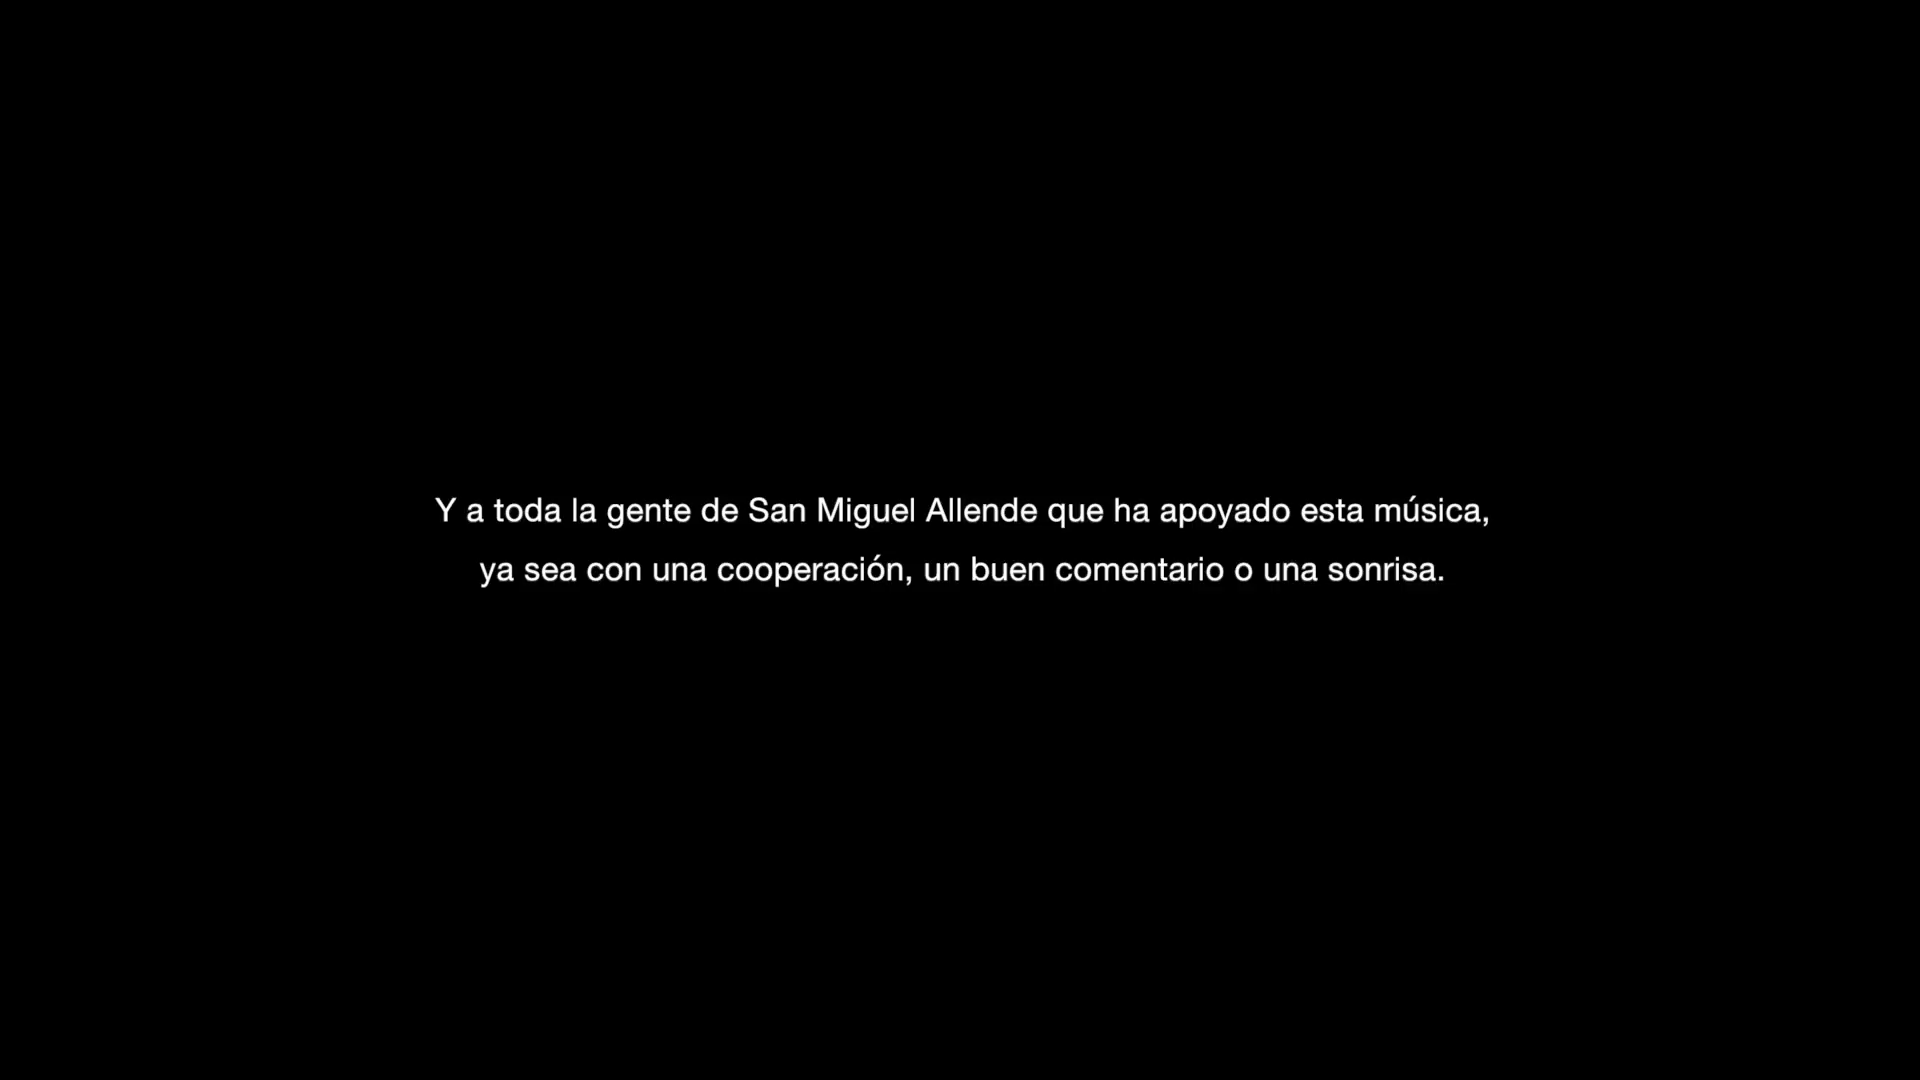 Y a toda la gente de San Miguel Allende que ha apoyado esta música,
ya sea con una cooperación, un buen comentario o una sonrisa.